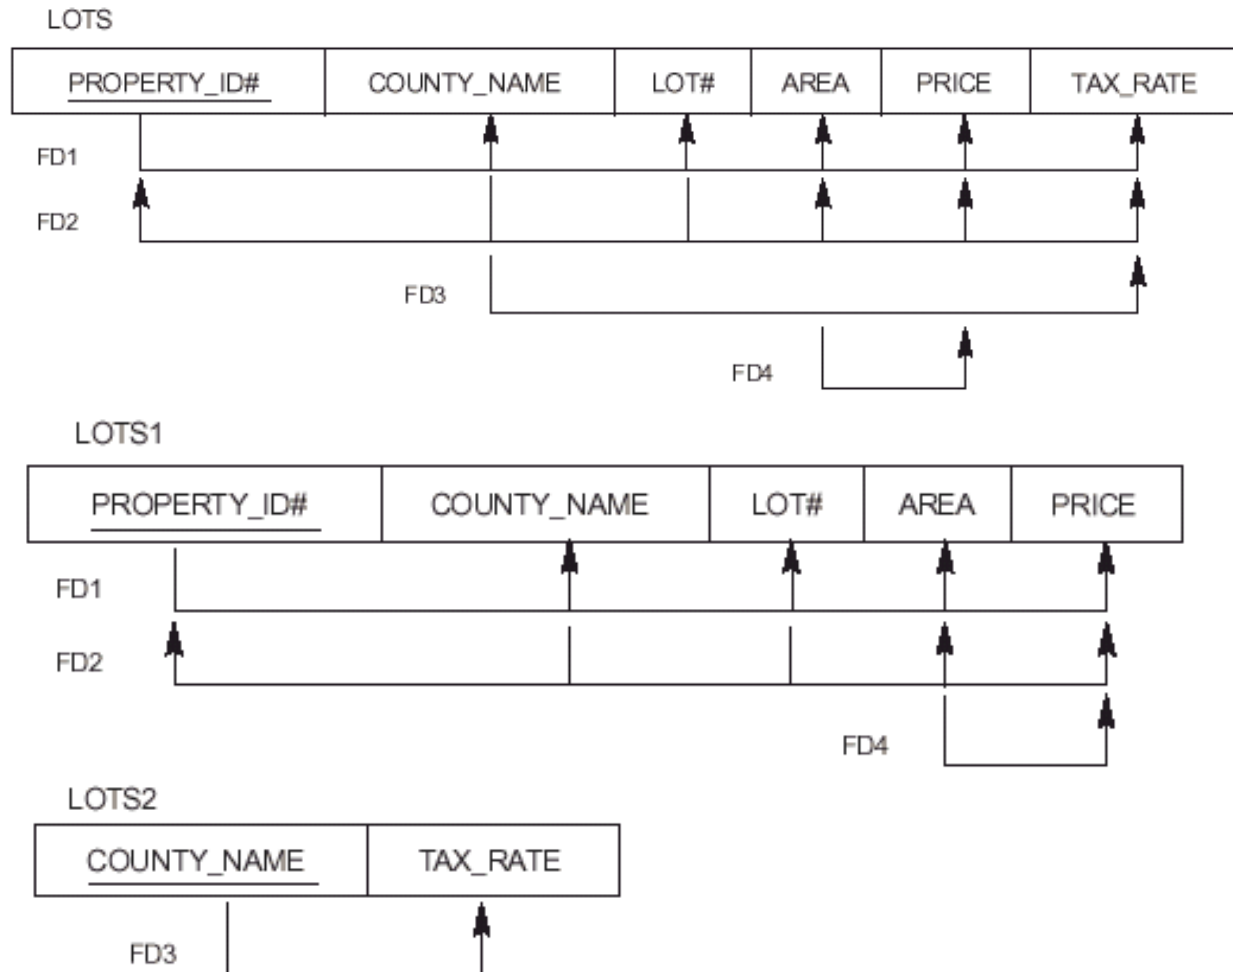 LOTS
PROPERTY_ID# COUNTY_NAME LOT# AREA PRICE TAX_RATE
FD1
FD2
FD3
FD4
LOTS1
PROPERTY_ID# COUNTY_NAME LOT# AREA PRICE
FD1
FD2
FD4
LOTS2
COUNTY_NAME TAX_RATE
FD3